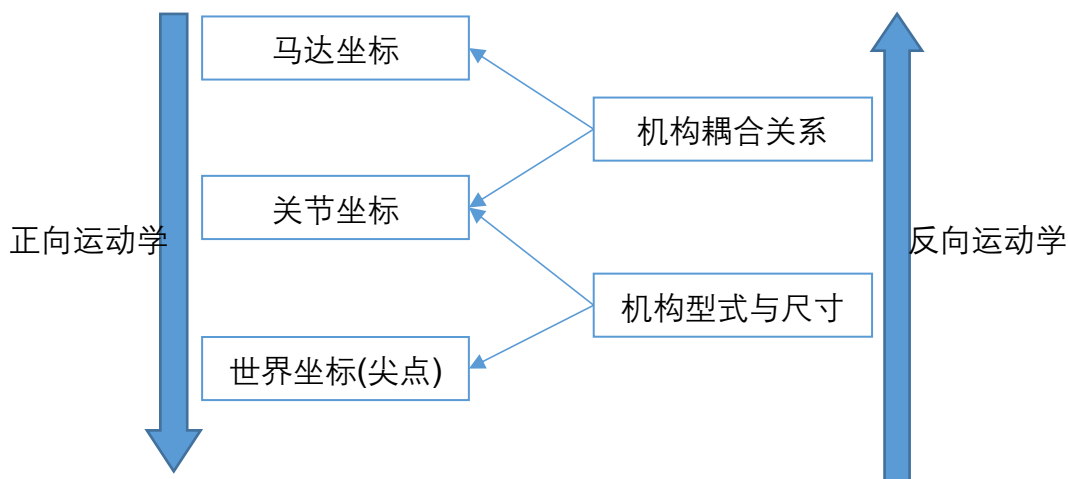 马达坐标
机构耦合关系
关节坐标
正向运动学
反向运动学
机构型式与尺寸
世界坐标(尖点)